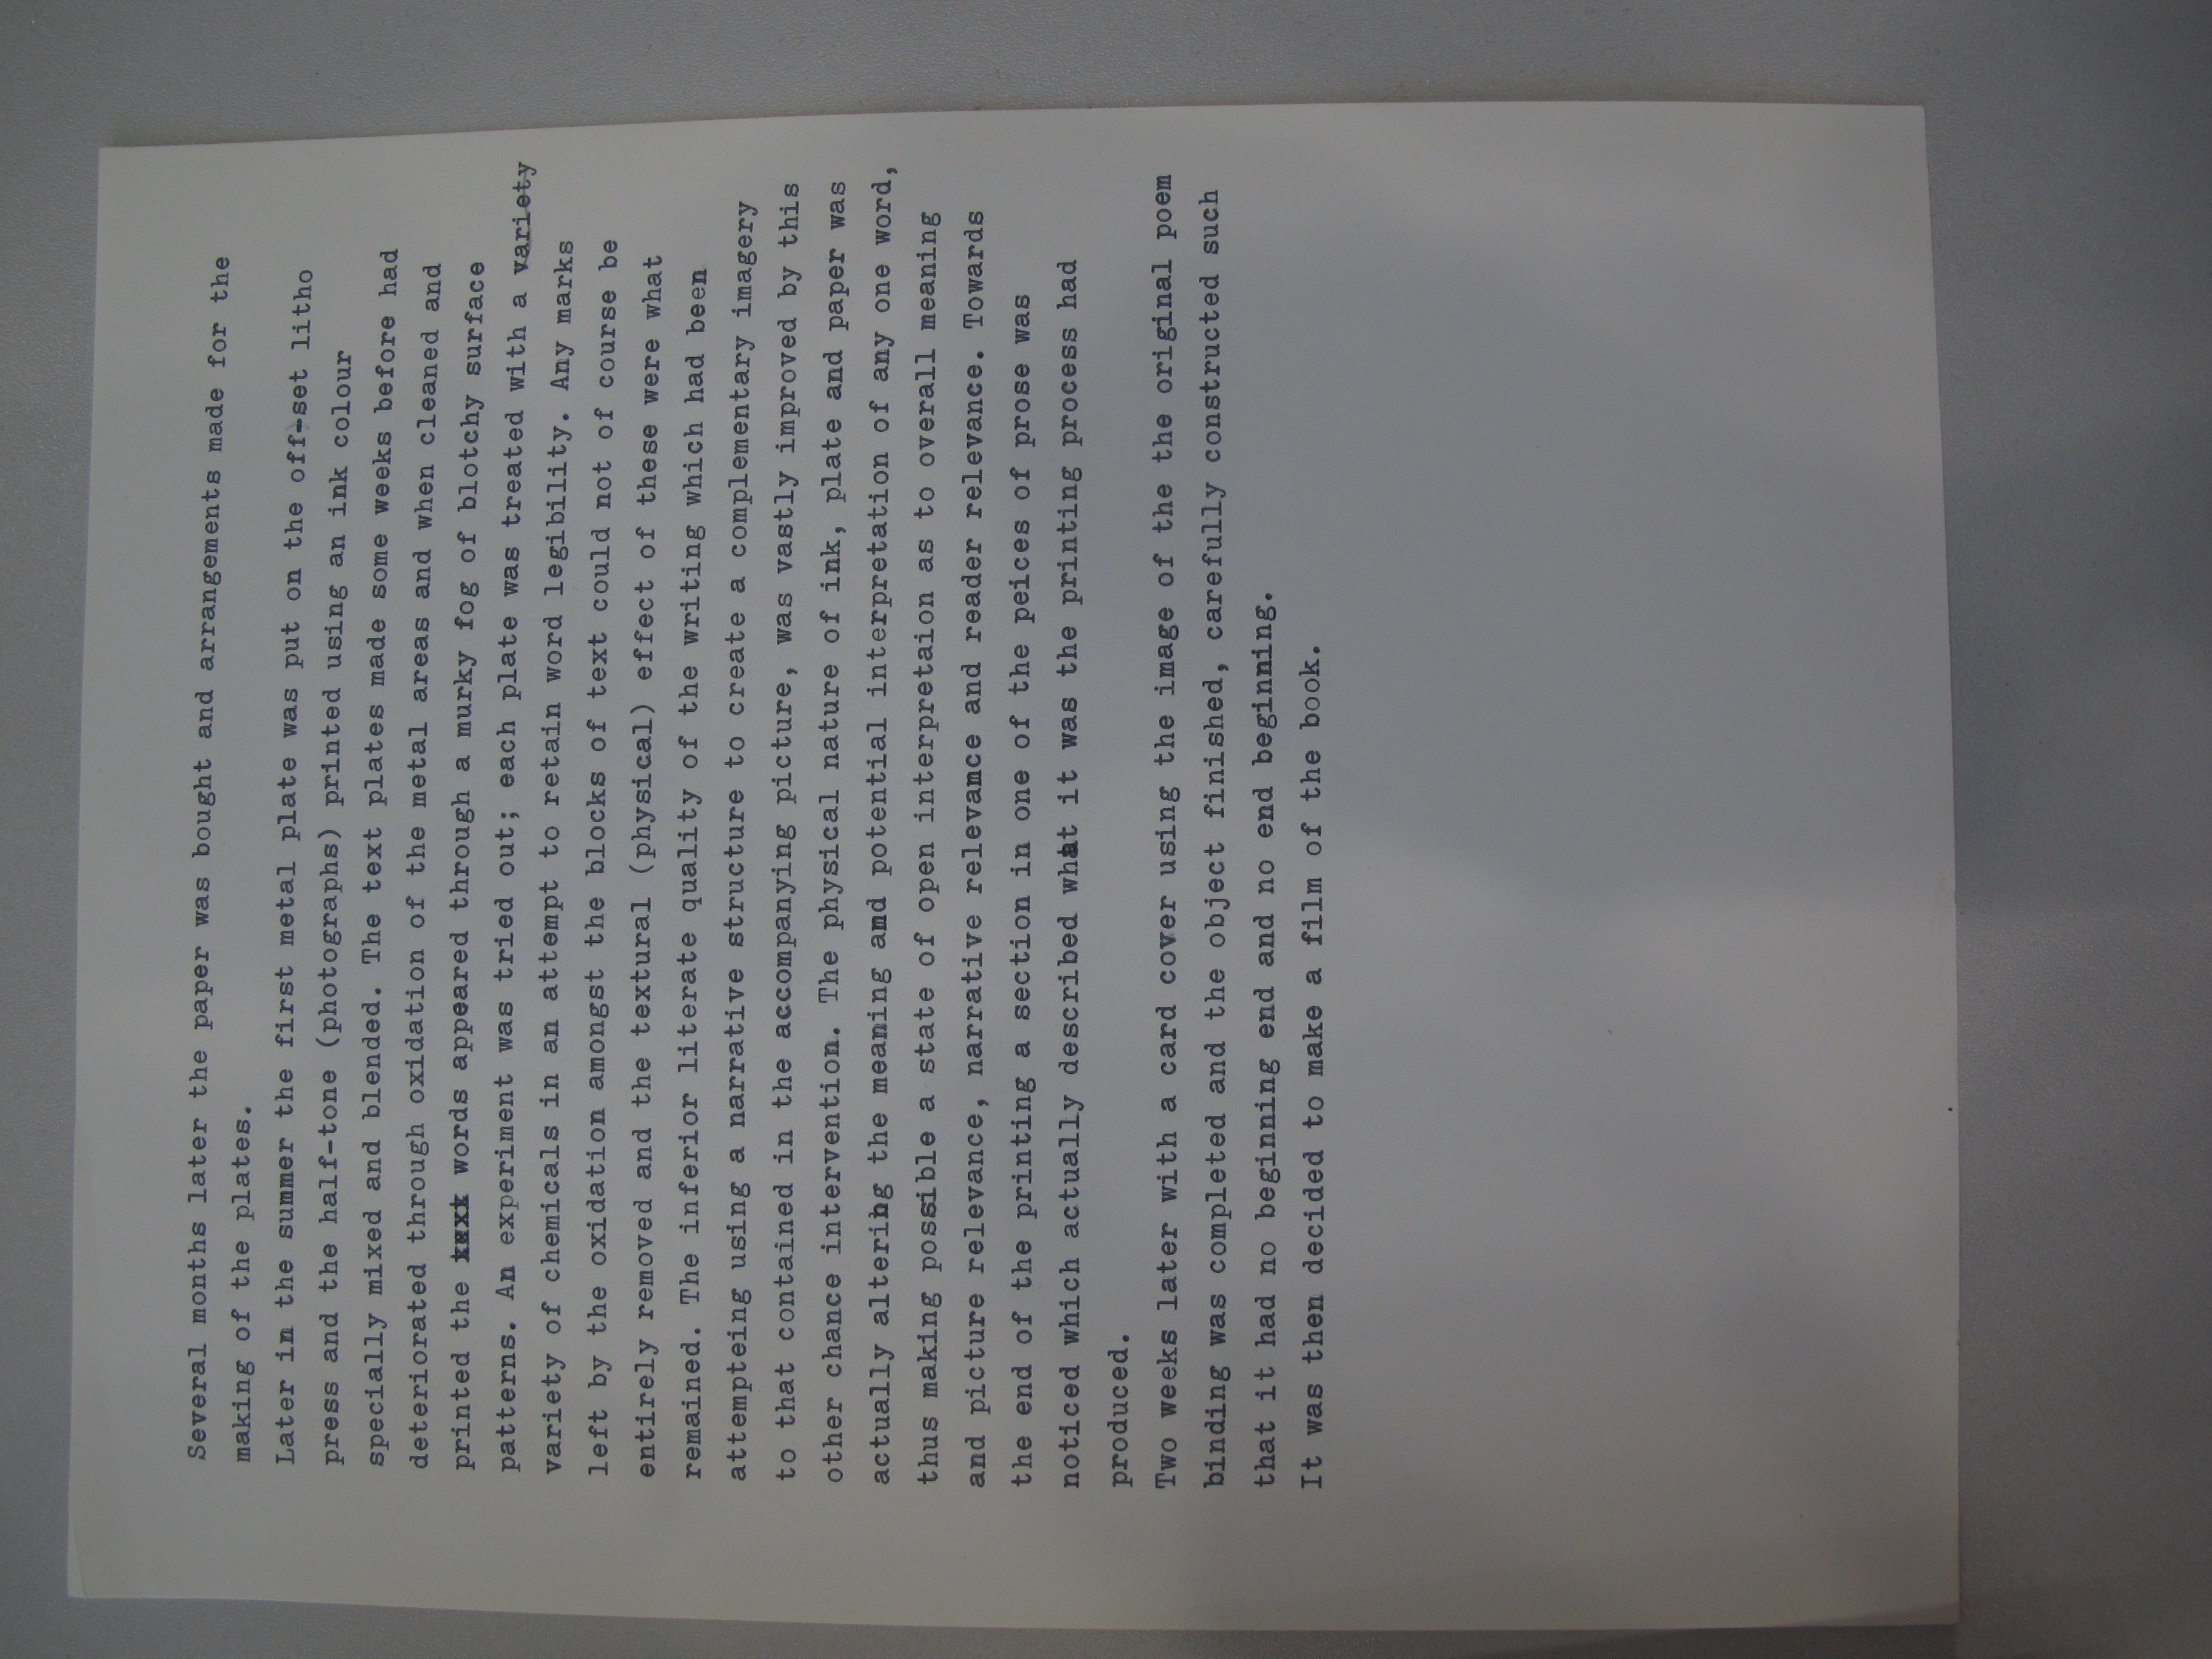 Several months later the paper was bought and arrangements made for the
making of the plates.
Later in the summer the first metal plate was put on the off-set litho
press and the half-tone (photographs) printed using an ink colour
specially mixed and blended. The text plates made some weeks before had
deteriorated through oxidation of the metal areas and when cleaned and
printed the words appeared through a murky fog of blotchy surface
patterns. An experiment was tried out; each plate was treated with a variety
variety of chemicals in an attempt to retain word legibility. Any marks
left by the oxidation amongst the blocks of text could not of course be
entirely removed and the textural (physical) effect of these were what
remained. The inferior literate quality of the writing which had been
attempteing using a narrative structure to create a complementary imagery
to that contained in the accompanying picture, was vastly improved by this
other chance intervention. The physical nature of ink, plate and paper was
actually altering the meaning and potential interpretation of any one word,
thus making possible a state of open interpretaion as to overall meaning
and picture relevance, narrative relevance and reader relevance. Towards
the end of the printing a section in one of the peices of prose was
noticed which actually described what it was the printing process had
produced.
Two weeks later with a card cover using the image of the original poem
binding was completed and the object finished, carefully constructed such
that it had no beginning end and no end beginning.
It was then decided to make a film of the book.